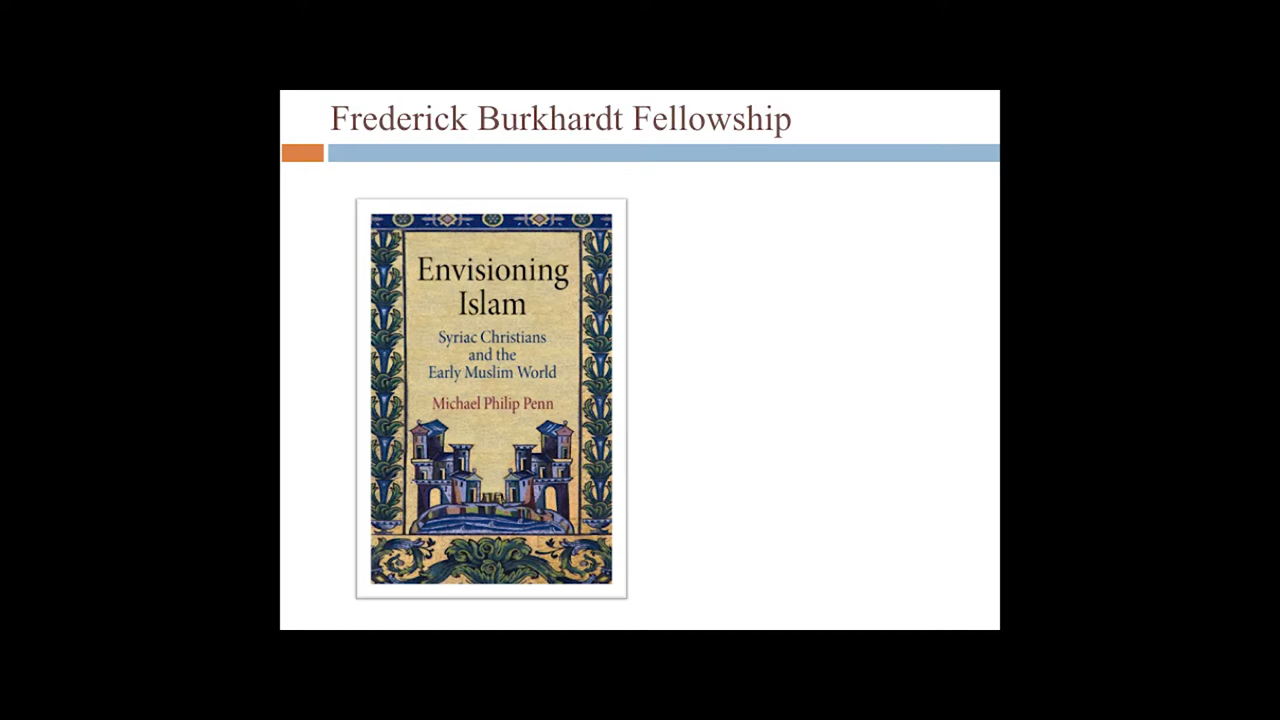 Frederick Burkhardt Fellowship
Envisioning
Islam
Syriac Christians
and the
Early Muslim World
Michael Philip Penn